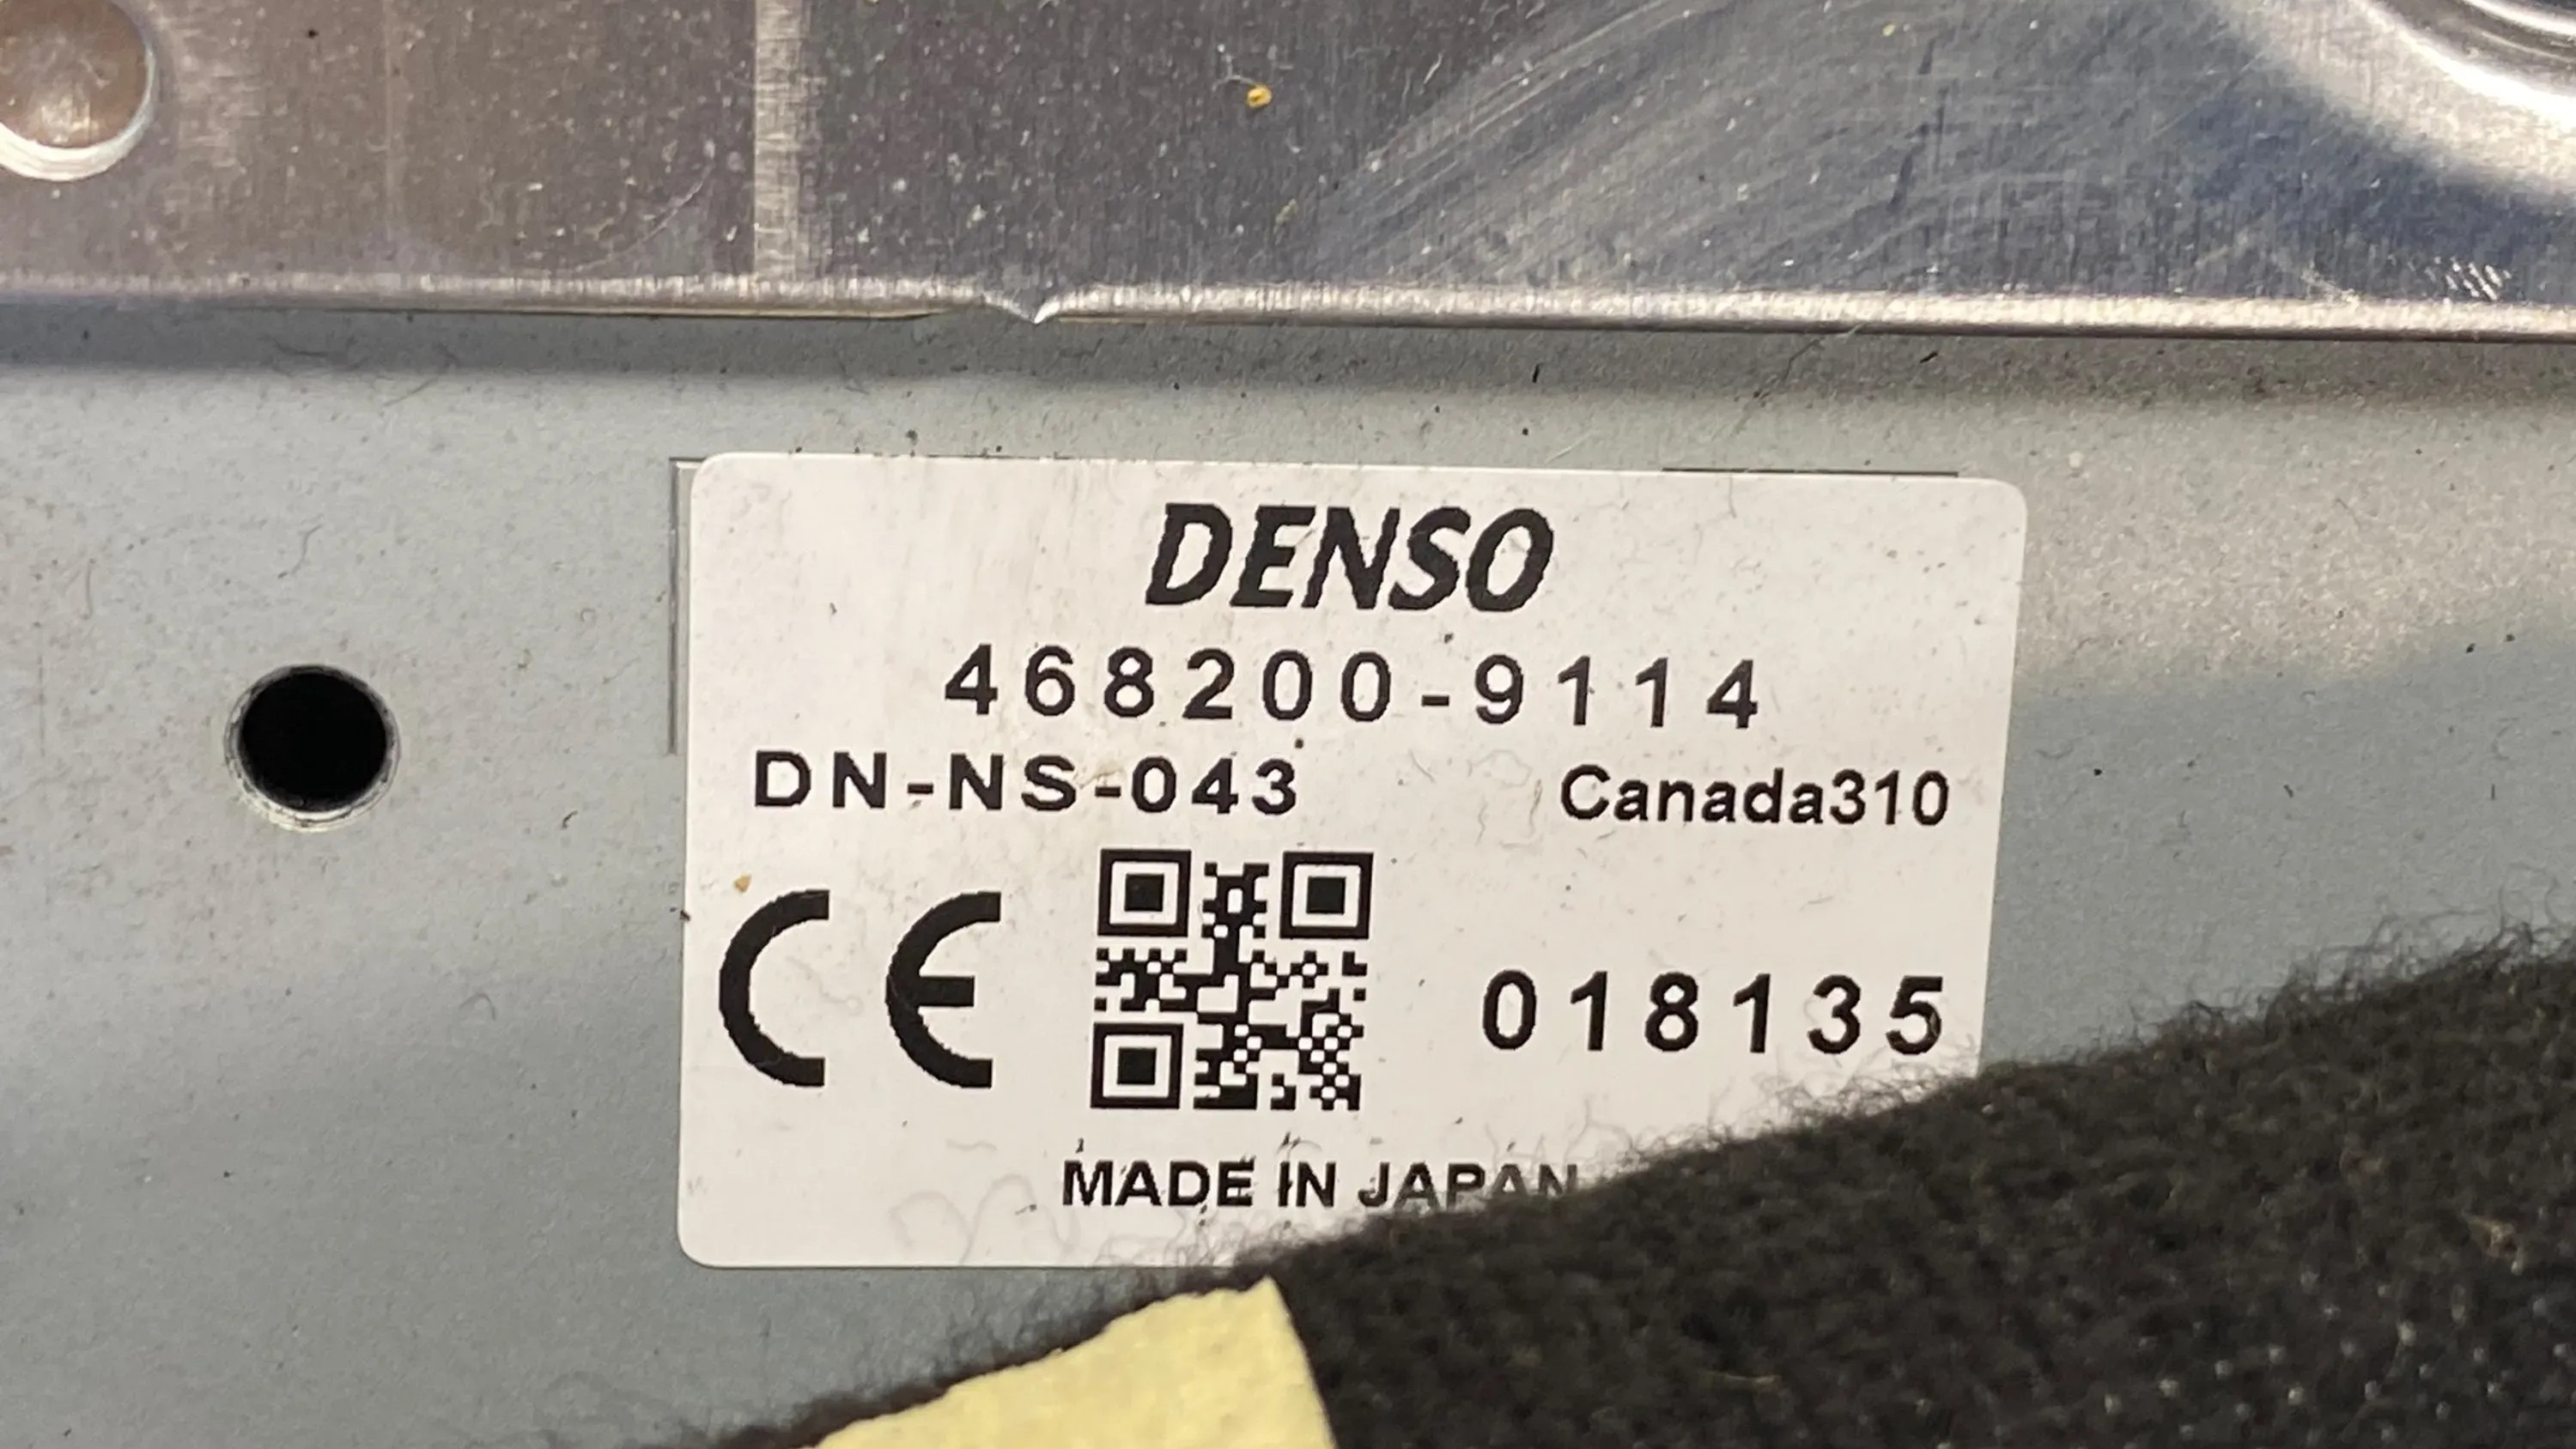 DENSO
468200-9114
DN-NS-043 Canada310
CE
018135
MADE IN JAPAN